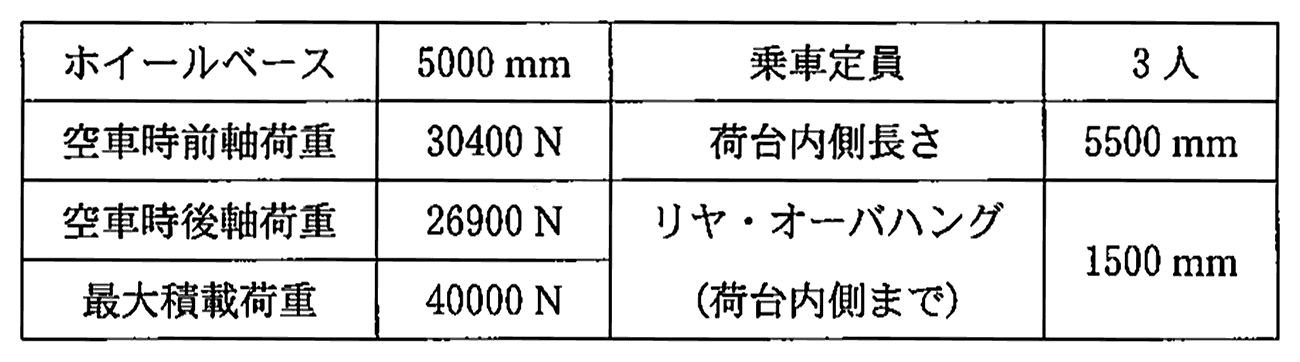 ホイールベース 5000 mm 乗車定員 3 人
空車時前軸荷重 30400 N 荷台内側長さ 5500 mm
空車時後軸荷重 26900 N リヤ・オーバハング
1500 mm
最大積載荷重 40000 N (荷台内側まで)